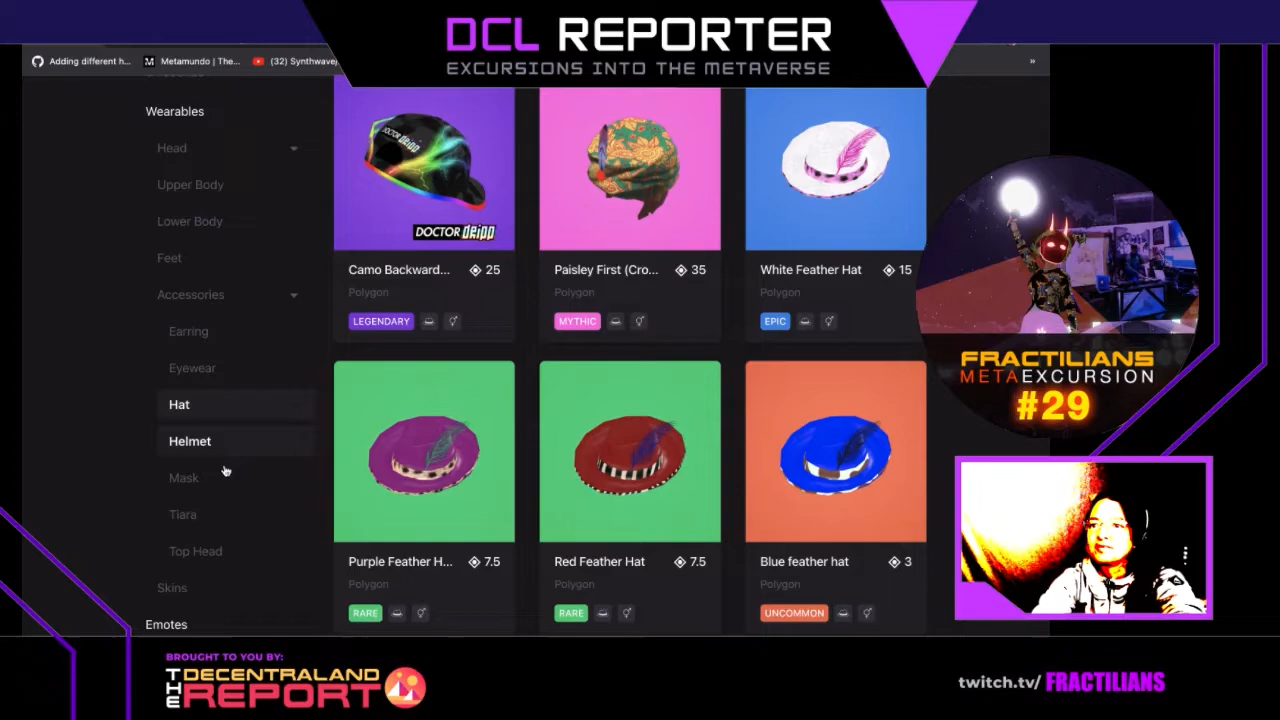 DCL REPORTER
EXCURSIONS INTO THE METAVERSE
Adding different h...
Metamundo | The...
(32) Synthwave
»
Wearables
Head
Upper Body
Lower Body
Feet
Accessories
Earring
Eyewear
Hat
Helmet
Mask
Tiara
Top Head
Skins
Emotes
DOCTOR deipp
DOCTOR deipp
Camo Backward...
25
Polygon
LEGENDARY
Paisley First (Cro...
35
Polygon
MYTHIC
White Feather Hat
15
Polygon
EPIC
Purple Feather H...
7.5
Polygon
RARE
Red Feather Hat
7.5
Polygon
RARE
Blue feather hat
3
Polygon
UNCOMMON
FRACTILIANS
METAEXCURSION
#29
BROUGHT TO YOU BY:
THE DECENTRALAND
REPORT
twitch.tv/ FRACTILIANS